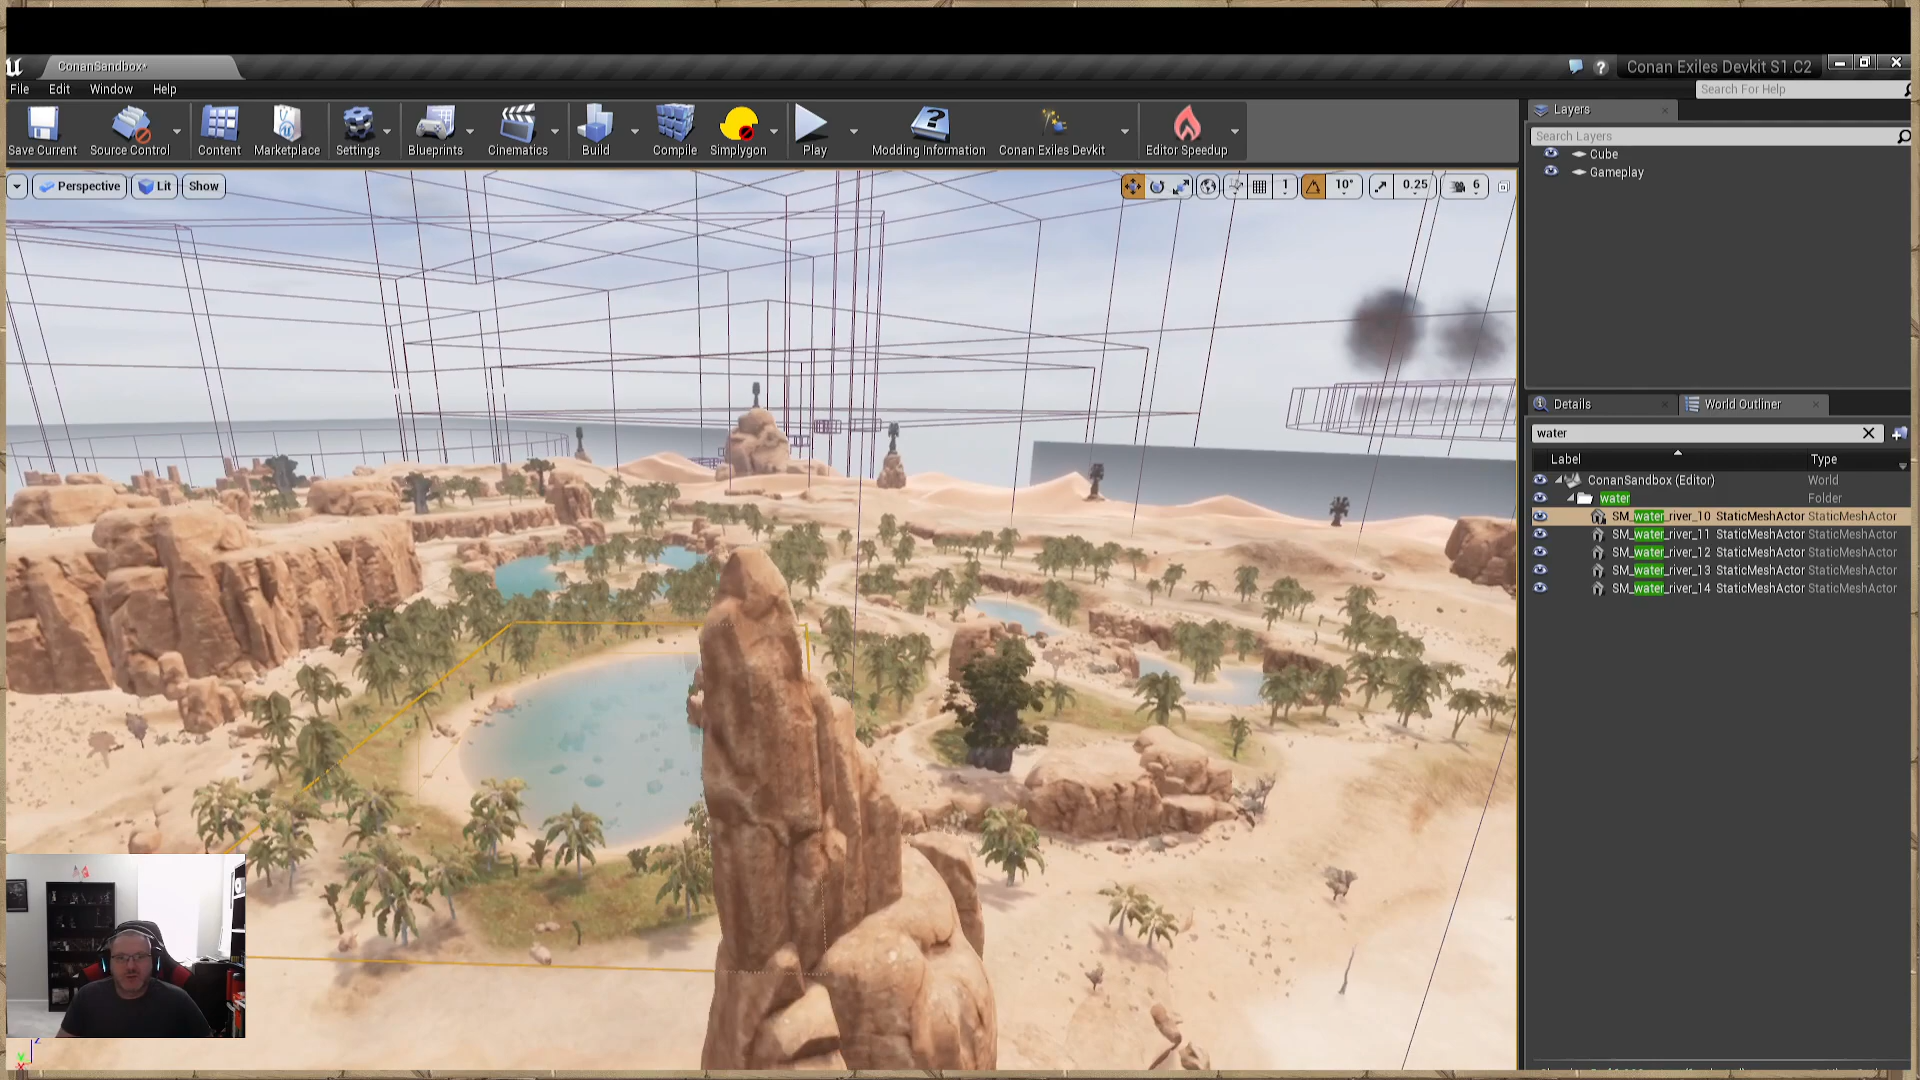 ConanSandbox*
Conan Exiles Devkit S1.C2
File Edit Window Help
Search For Help
Save Current
Source Control
Content
Marketplace
Settings
Blueprints
Cinematics
Build
Compile
Simplygon
Play
Modding Information
Conan Exiles Devkit
Editor Speedup
Layers
Search Layers
Cube
Gameplay
Perspective
Lit
Show
1
10°
0.25
6
Details
World Outliner
water
Label Type
ConanSandbox (Editor) World
water Folder
SM_water_river_10 StaticMeshActor StaticMeshActor
SM_water_river_11 StaticMeshActor StaticMeshActor
SM_water_river_12 StaticMeshActor StaticMeshActor
SM_water_river_13 StaticMeshActor StaticMeshActor
SM_water_river_14 StaticMeshActor StaticMeshActor